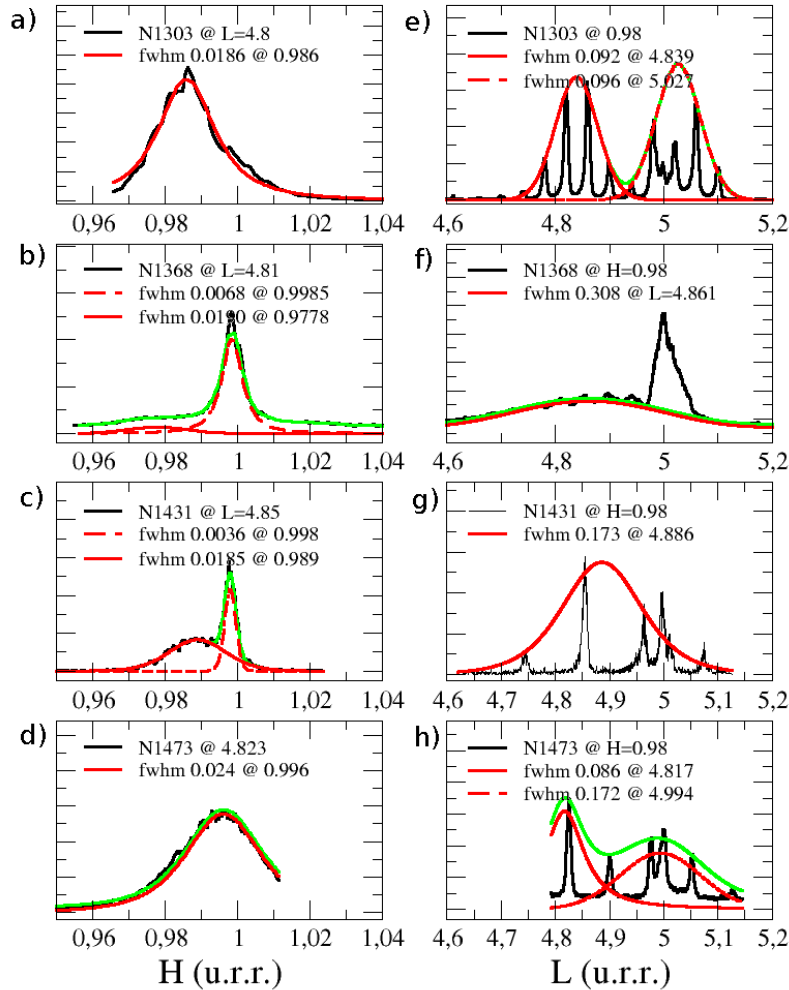 a)
N1303 @ L=4.8
fwhm 0.0186 @ 0.986
0,96 0,98 1 1,02 1,04
b)
N1368 @ L=4.81
fwhm 0.0068 @ 0.9985
fwhm 0.0190 @ 0.9778
0,96 0,98 1 1,02 1,04
c)
N1431 @ L=4.85
fwhm 0.0036 @ 0.998
fwhm 0.0185 @ 0.989
0,96 0,98 1 1,02 1,04
d)
N1473 @ 4.823
fwhm 0.024 @ 0.996
0,96 0,98 1 1,02 1,04
H (u.r.r.)
e)
N1303 @ 0.98
fwhm 0.092 @ 4.839
fwhm 0.096 @ 5.027
4,6 4,8 5 5,2
f)
N1368 @ H=0.98
fwhm 0.308 @ L=4.861
4,6 4,8 5 5,2
g)
N1431 @ H=0.98
fwhm 0.173 @ 4.886
4,6 4,7 4,8 4,9 5 5,1 5,2
h)
N1473 @ H=0.98
fwhm 0.086 @ 4.817
fwhm 0.172 @ 4.994
4,6 4,7 4,8 4,9 5 5,1 5,2
L (u.r.r.)